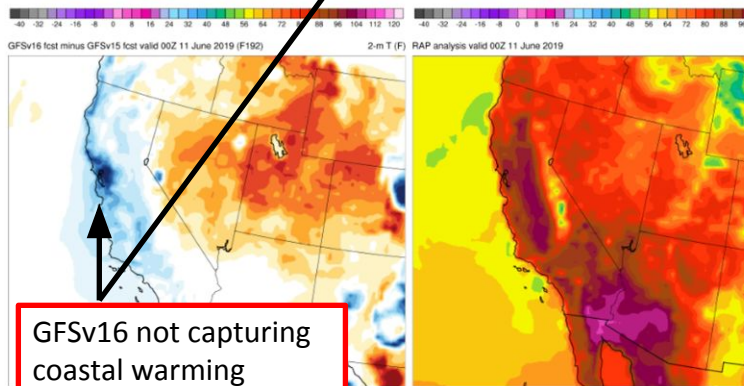 -40 -32 -24 -16 -8 0 8 16 24 32 40 48 56 64 72 80 88 96 104 112 120
-40 -32 -24 -16 -8 0 8 16 24 32 40 48 56 64 72 80 88 96
GFSv16 fcst minus GFSv15 fcst valid 00Z 11 June 2019 (F192)
2-m T (F)
RAP analysis valid 00Z 11 June 2019
GFSv16 not capturing
coastal warming